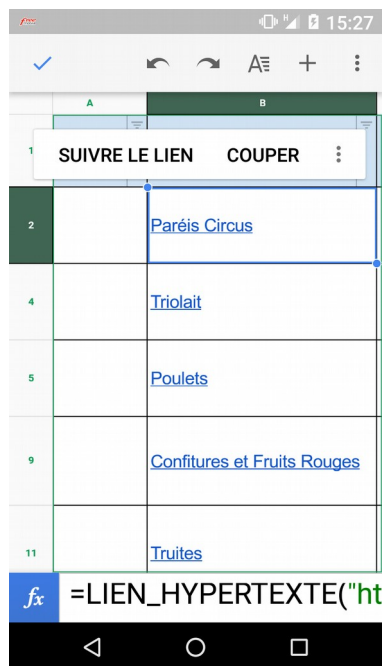 free
15:27
A
B
1
SUIVRE LE LIEN COUPER
2
Paréis Circus
4
Triolait
5
Poulets
9
Confitures et Fruits Rouges
11
Truites
fx =LIEN_HYPERTEXTE("ht